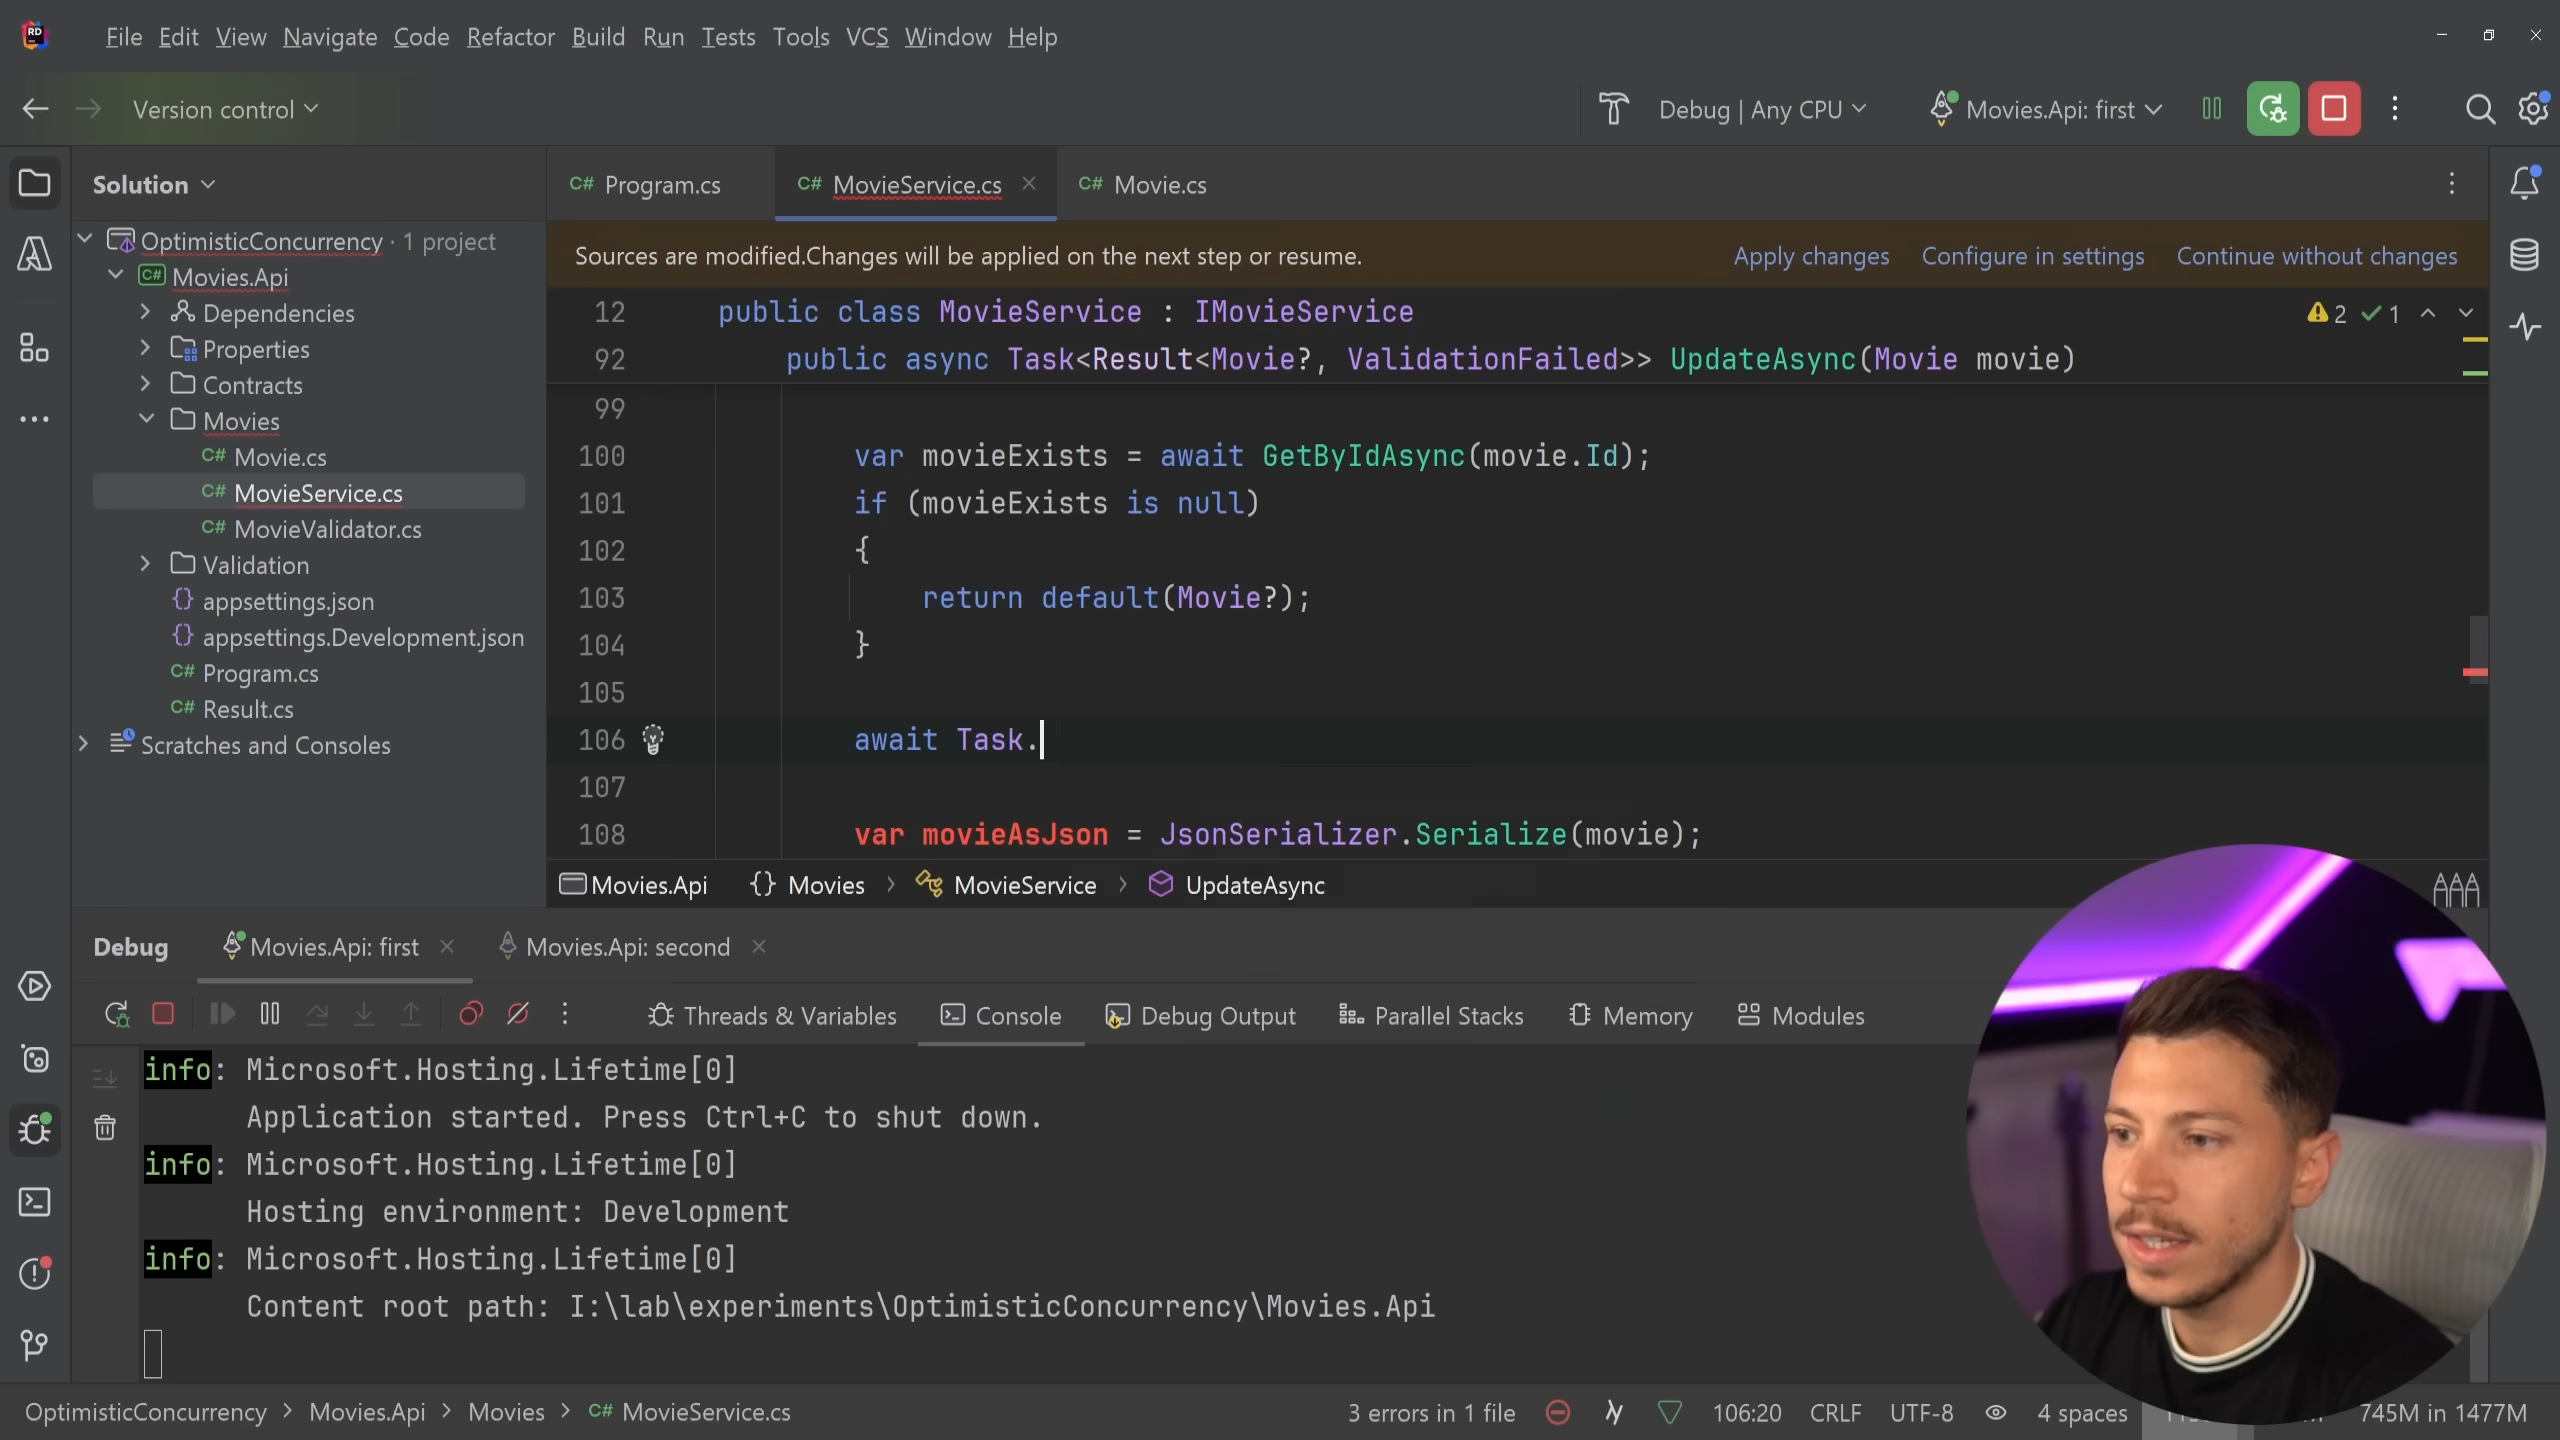 RD File Edit View Navigate Code Refactor Build Run Tests Tools VCS Window Help
Version control
Debug | Any CPU
Movies.Api: first
Solution
C# Program.cs
C# MovieService.cs
C# Movie.cs
OptimisticConcurrency · 1 project
C# Movies.Api
Dependencies
Properties
Contracts
Movies
C# Movie.cs
C# MovieService.cs
C# MovieValidator.cs
Validation
{} appsettings.json
{} appsettings.Development.json
C# Program.cs
C# Result.cs
Scratches and Consoles
Sources are modified.Changes will be applied on the next step or resume.
Apply changes
Configure in settings
Continue without changes
12 public class MovieService : IMovieService
2 1
92 public async Task<Result<Movie?, ValidationFailed>> UpdateAsync(Movie movie)
99
100 var movieExists = await GetByIdAsync(movie.Id);
101 if (movieExists is null)
102 {
103 return default(Movie?);
104 }
105
106 await Task.
107
108 var movieAsJson = JsonSerializer.Serialize(movie);
Movies.Api {} Movies MovieService UpdateAsync
Debug
Movies.Api: first
Movies.Api: second
Threads & Variables
Console
Debug Output
Parallel Stacks
Memory
Modules
info: Microsoft.Hosting.Lifetime[0]
Application started. Press Ctrl+C to shut down.
info: Microsoft.Hosting.Lifetime[0]
Hosting environment: Development
info: Microsoft.Hosting.Lifetime[0]
Content root path: I:\lab\experiments\OptimisticConcurrency\Movies.Api
OptimisticConcurrency Movies.Api Movies C# MovieService.cs
3 errors in 1 file
106:20 CRLF UTF-8 4 spaces
745M in 1477M